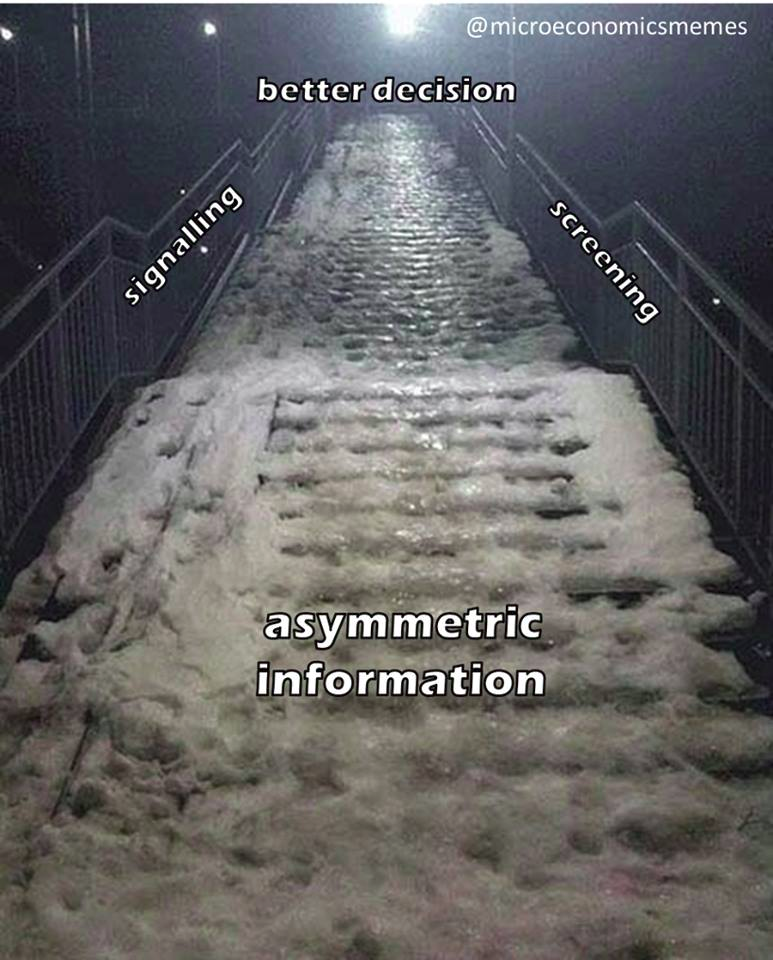 @microeconomicsmemes
better decision
signalling
screening
asymmetric
information